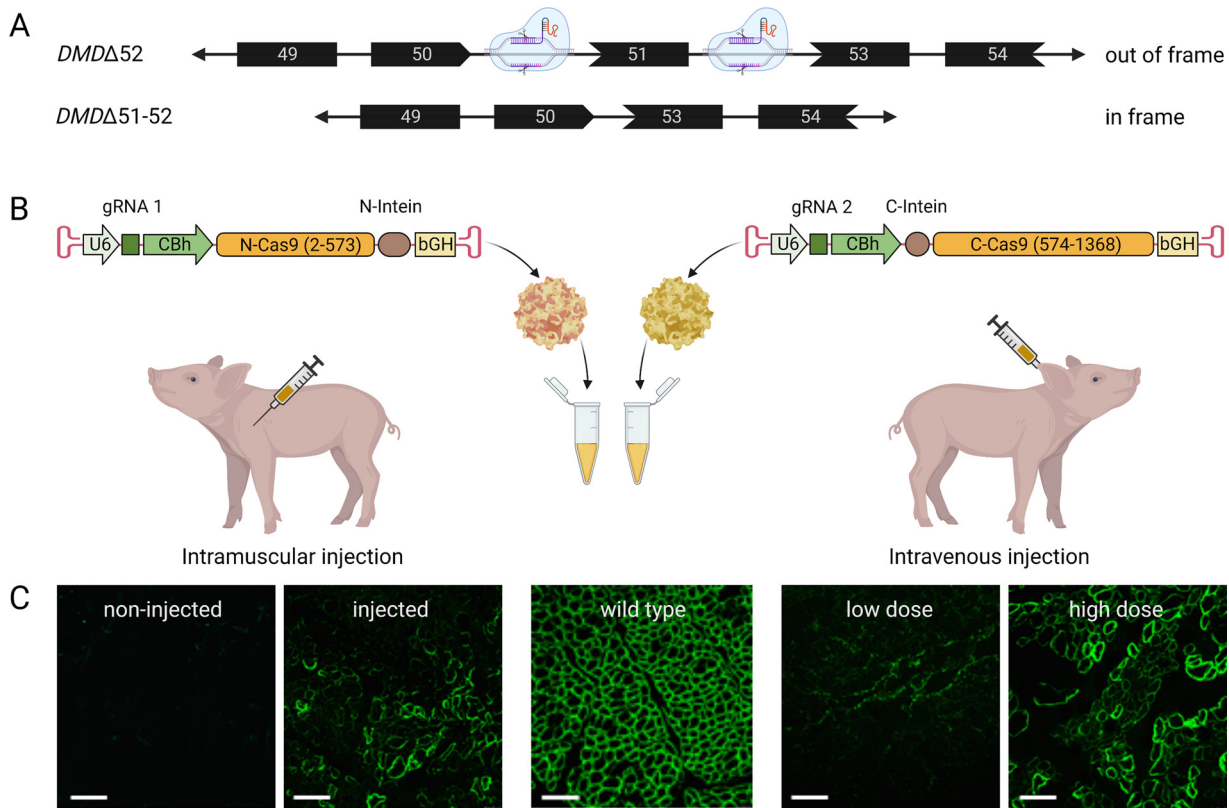 A
DMDΔ52
49
50
51
53
54
out of frame
DMDΔ51-52
49
50
53
54
in frame
B
gRNA 1
N-Intein
U6
CBh
N-Cas9 (2-573)
bGH
gRNA 2
C-Intein
U6
CBh
C-Cas9 (574-1368)
bGH
Intramuscular injection
Intravenous injection
C
non-injected
injected
wild type
low dose
high dose